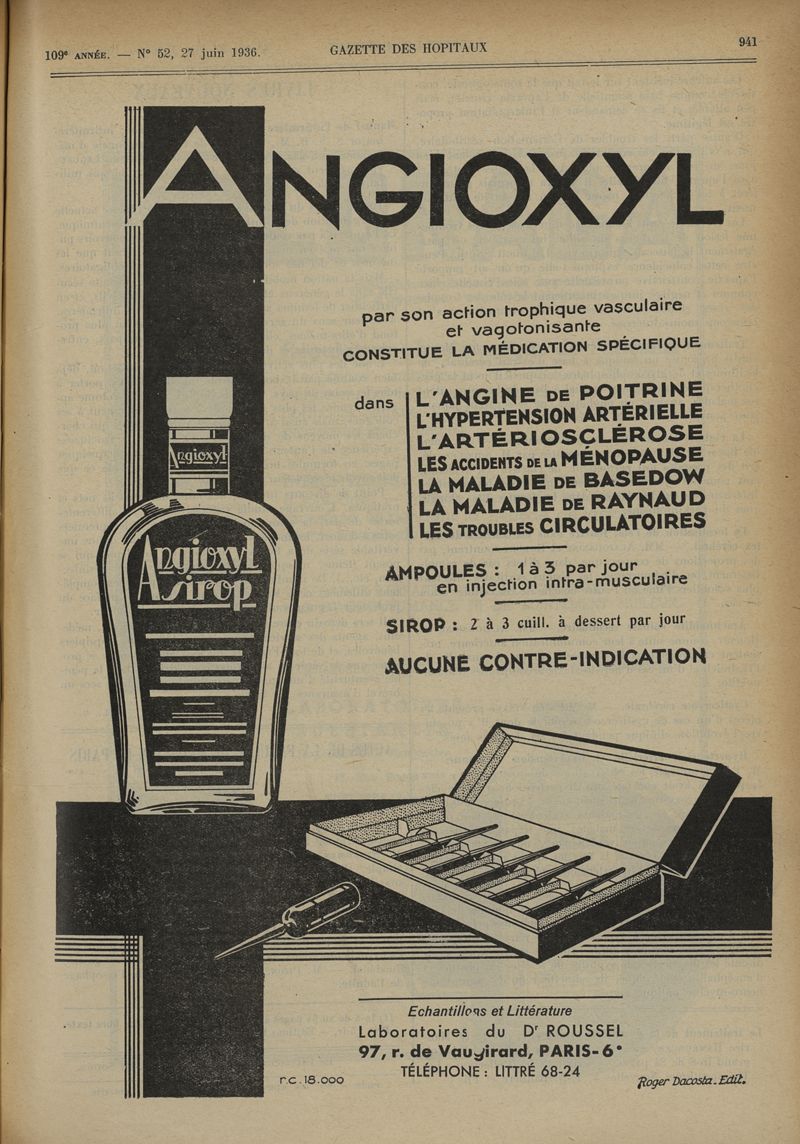 109e ANNÉE. — N° 52, 27 juin 1936.
GAZETTE DES HOPITAUX
941
ANGIOXYL
par son action trophique vasculaire
et vagotonisante
CONSTITUE LA MÉDICATION SPÉCIFIQUE
dans
L'ANGINE DE POITRINE
L'HYPERTENSION ARTÉRIELLE
L'ARTÉRIOSCLÉROSE
LES ACCIDENTS DE LA MÉNOPAUSE
LA MALADIE DE BASEDOW
LA MALADIE DE RAYNAUD
LES TROUBLES CIRCULATOIRES
Angioxyl
Angioxyl
sirop
AMPOULES : 1 à 3 par jour
en injection intra-musculaire
SIROP : 2 à 3 cuill. à dessert par jour
AUCUNE CONTRE-INDICATION
Echantillons et Littérature
Laboratoires du Dr ROUSSEL
97, r. de Vaugirard, PARIS-6°
TÉLÉPHONE : LITTRÉ 68-24
r.c. 18.000
Roger Dacosta. Edit.